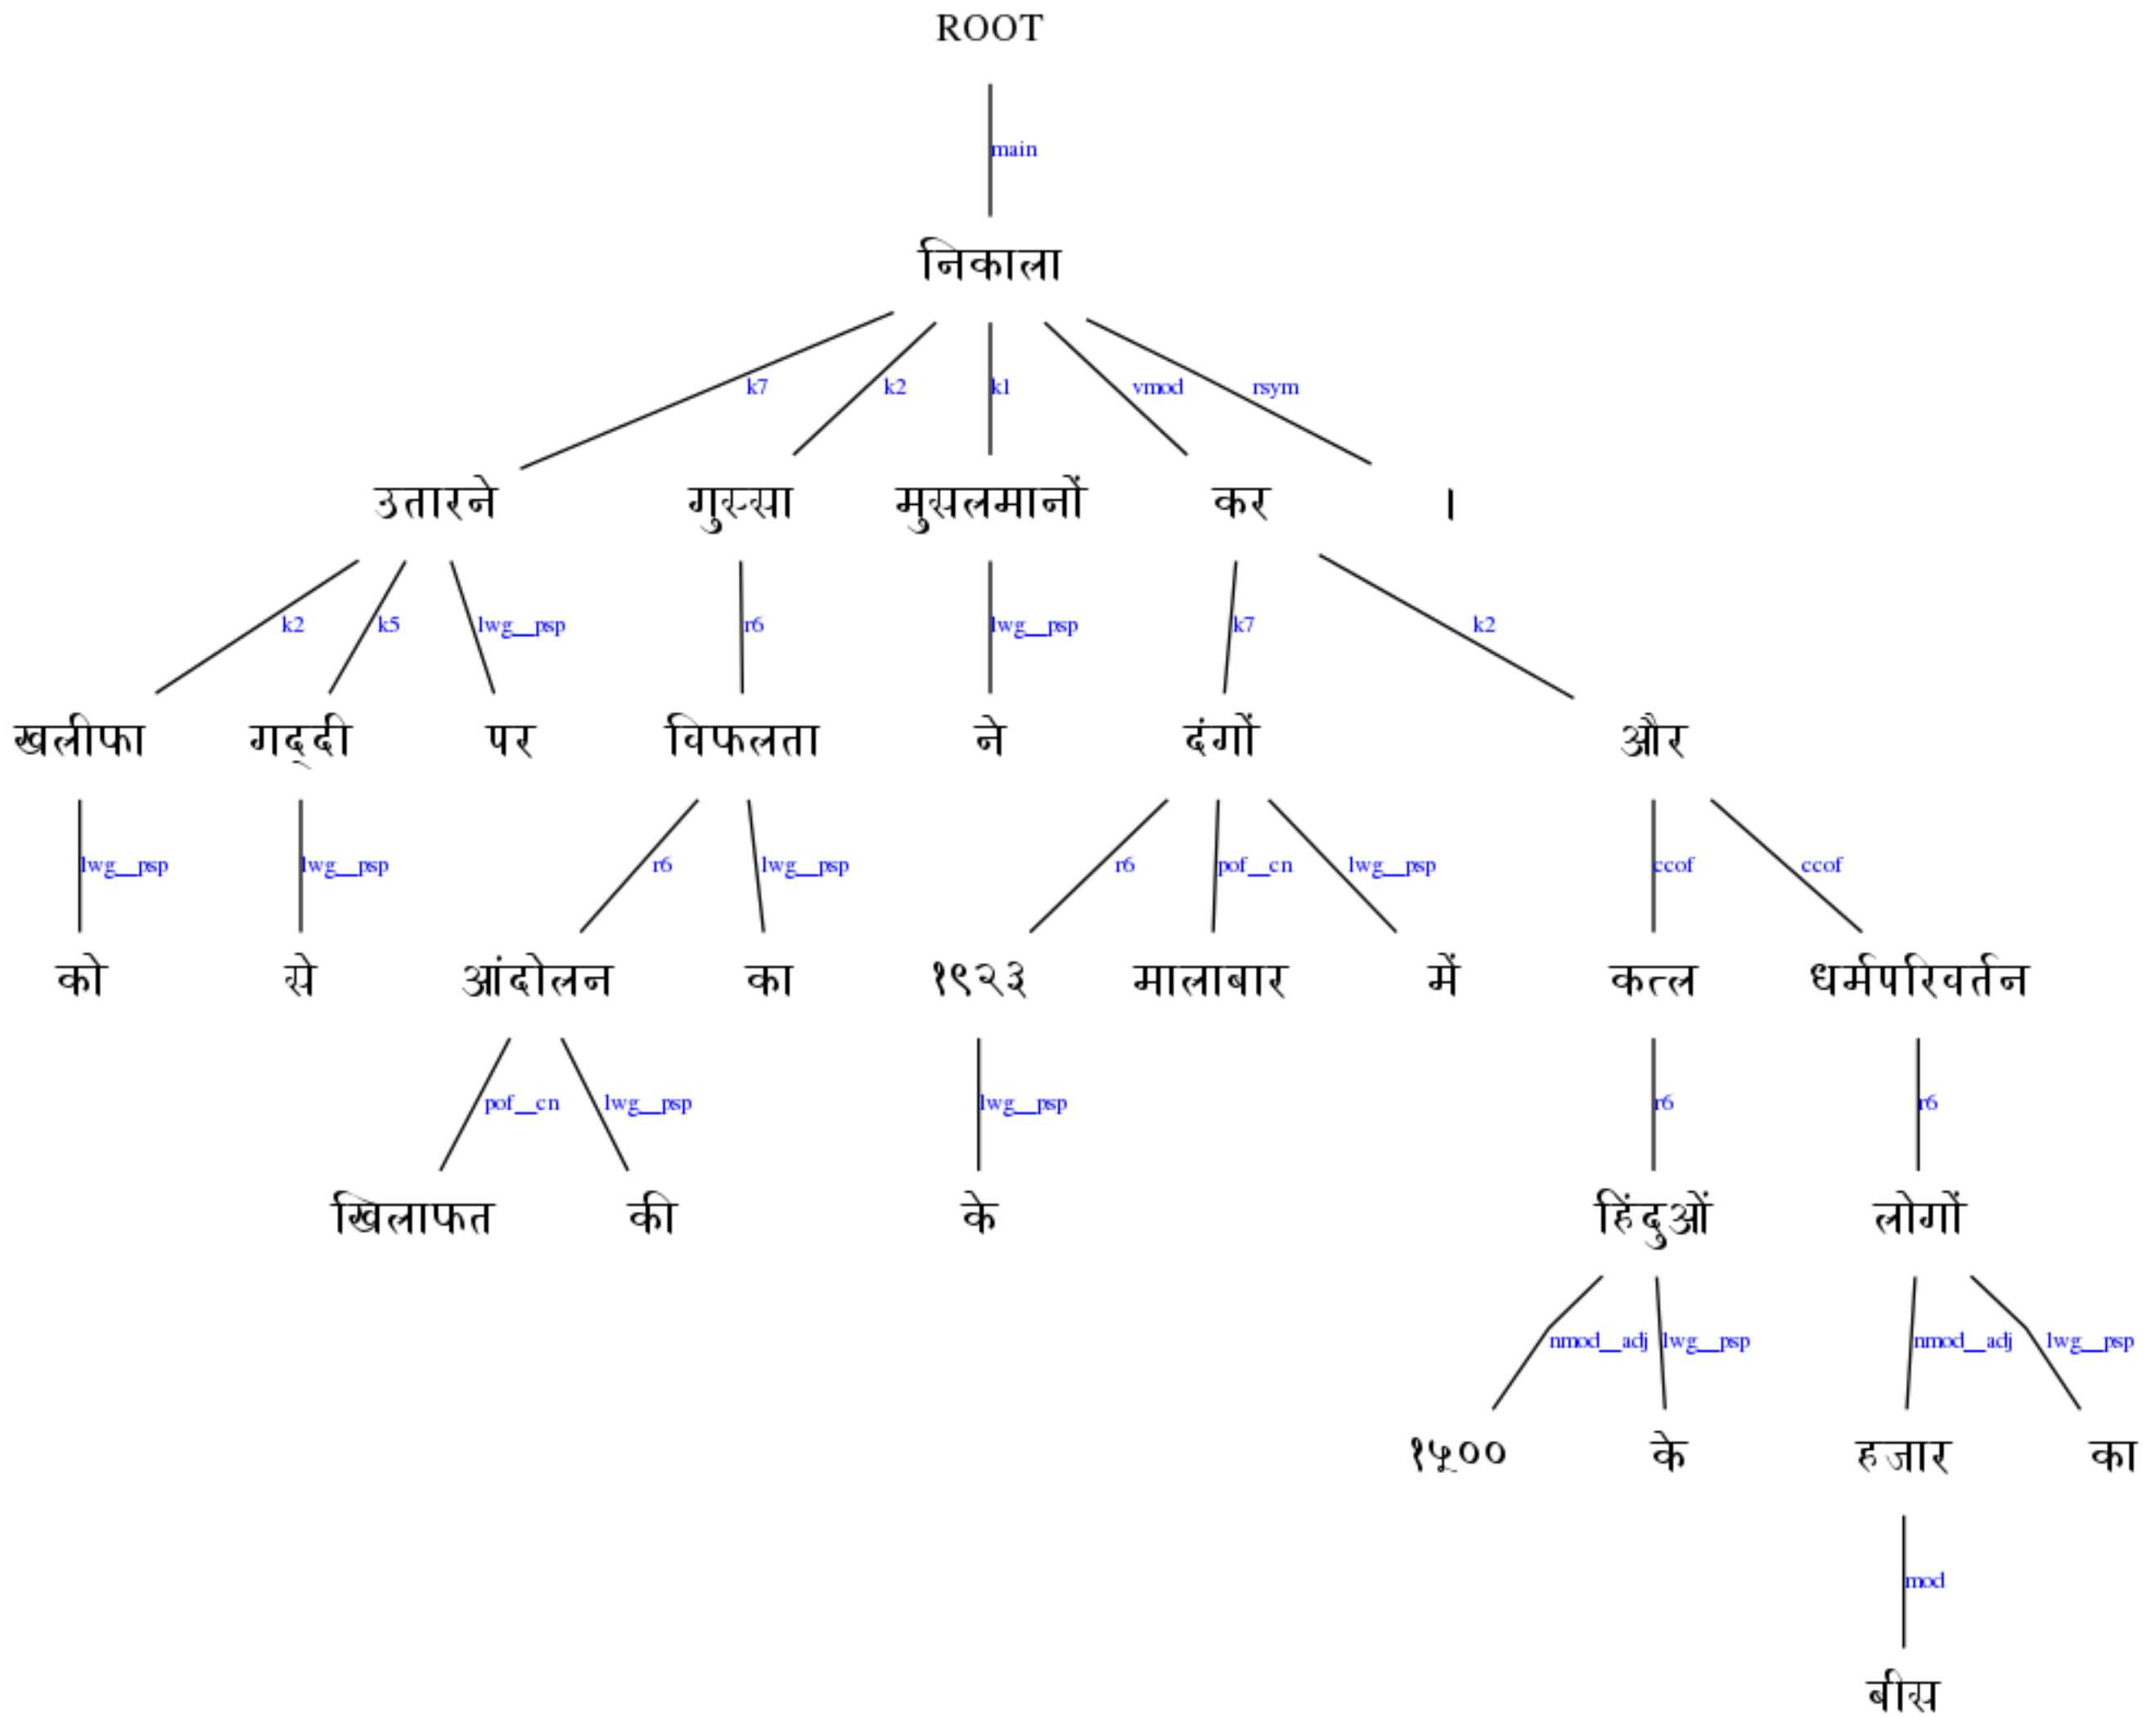 ROOT
main
निकाला
k7 k2 k1 vmod rsym
उतारने गुस्सा मुसलमानों कर ।
k2 k5 lwg__psp r6 lwg__psp k7 k2
खलीफा गद्दी पर विफलता ने दंगों और
lwg__psp lwg__psp r6 lwg__psp r6 pof__cn lwg__psp ccof ccof
को से आंदोलन का १९२३ मालाबार में कत्ल धर्मपरिवर्तन
pof__cn lwg__psp lwg__psp r6 r6
खिलाफत की के हिंदुओं लोगों
nmod__adj lwg__psp nmod__adj lwg__psp
१५०० के हजार का
mod
बीस